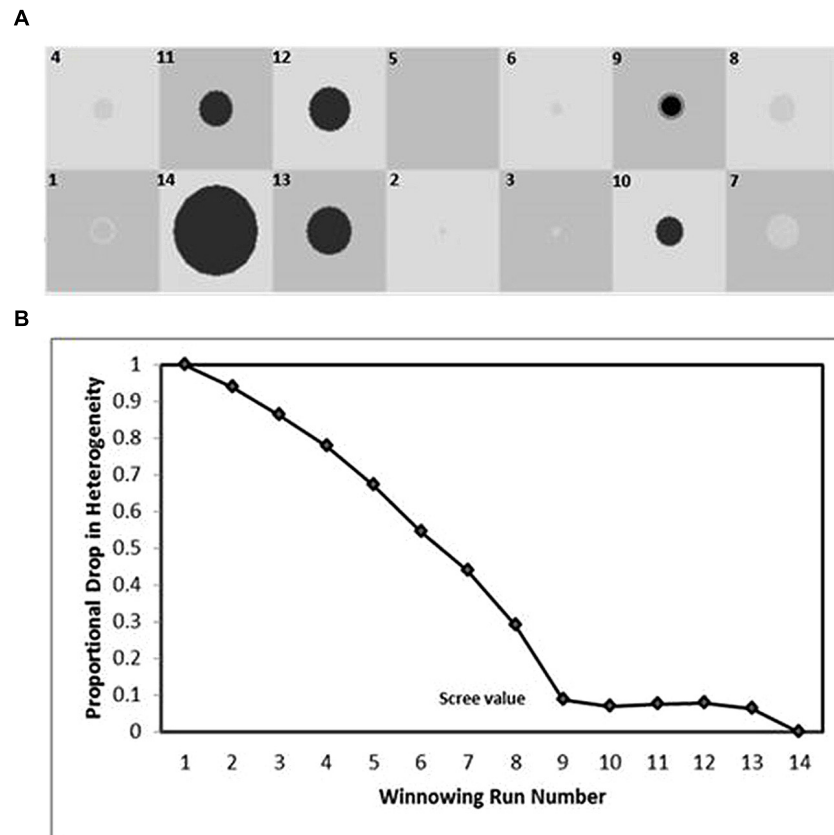 A
4 11 12 5 6 9 8
1 14 13 2 3 10 7
B
Proportional Drop in Heterogeneity
1
0.9
0.8
0.7
0.6
0.5
0.4
0.3
0.2
0.1
0
Scree value
1 2 3 4 5 6 7 8 9 10 11 12 13 14
Winnowing Run Number